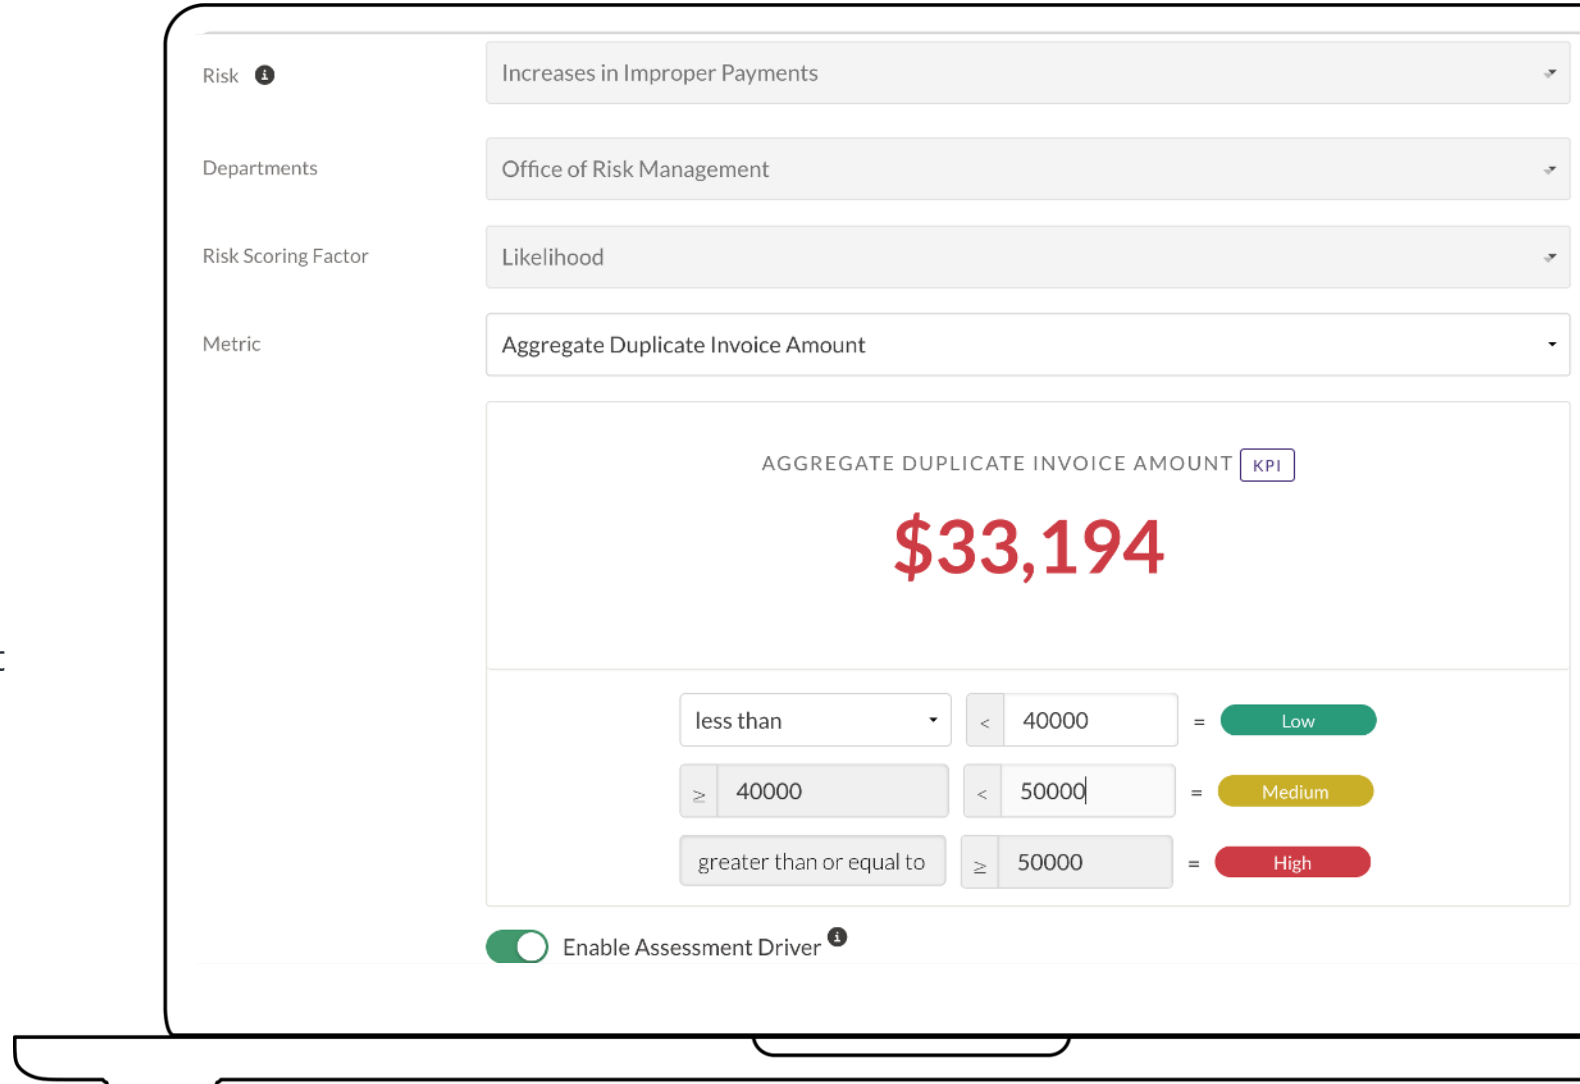 Risk
Increases in Improper Payments
Departments
Office of Risk Management
Risk Scoring Factor
Likelihood
Metric
Aggregate Duplicate Invoice Amount
AGGREGATE DUPLICATE INVOICE AMOUNT KPI
$33,194
less than < 40000 = Low
≥ 40000 < 50000 = Medium
greater than or equal to ≥ 50000 = High
Enable Assessment Driver